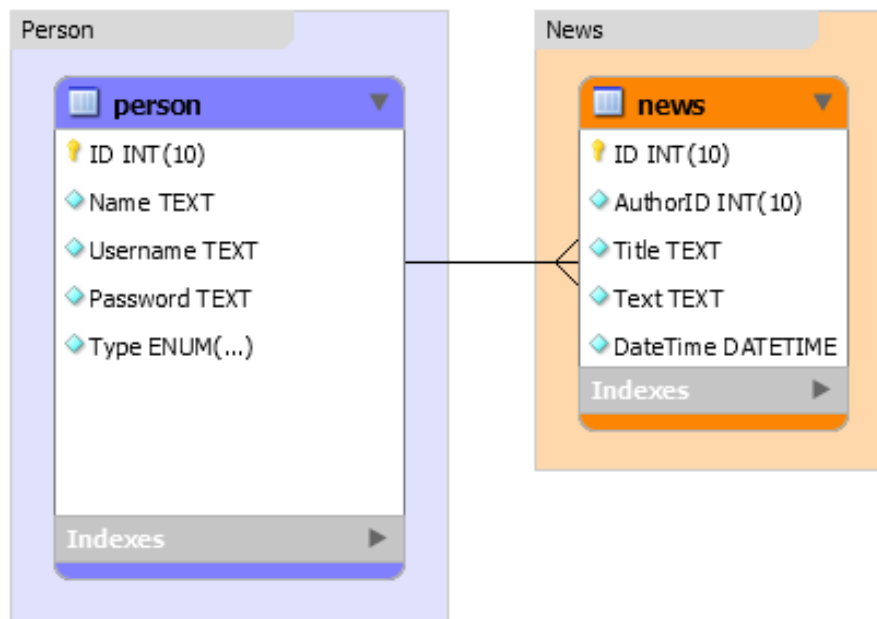 Person
person
ID INT(10)
Name TEXT
Username TEXT
Password TEXT
Type ENUM(...)
Indexes
News
news
ID INT(10)
AuthorID INT(10)
Title TEXT
Text TEXT
DateTime DATETIME
Indexes